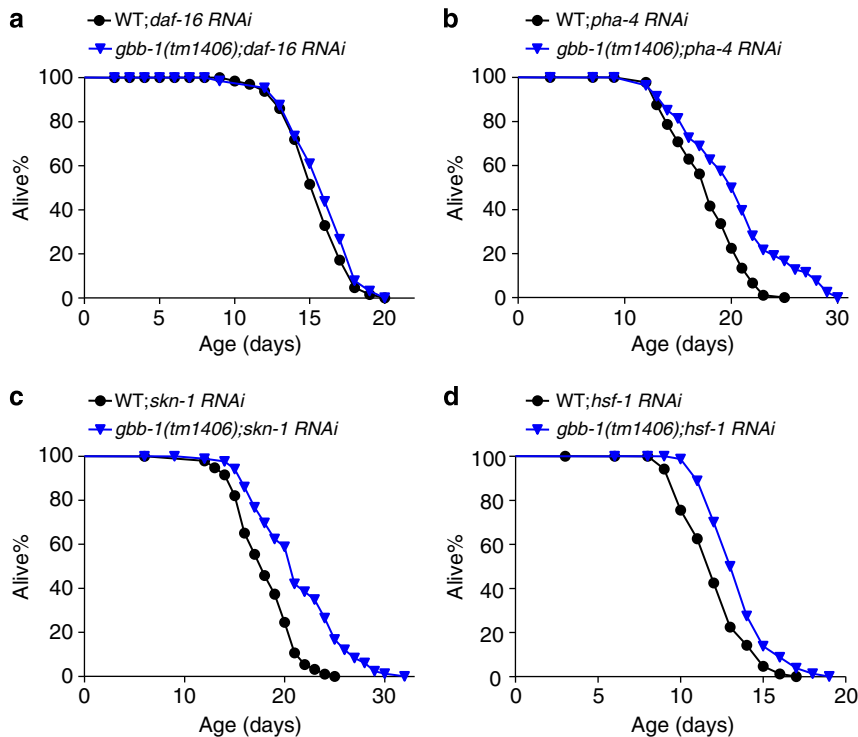 a
WT;daf-16 RNAi
gbb-1(tm1406);daf-16 RNAi
100
80
60
40
20
0
Alive%
0 5 10 15 20
Age (days)
b
WT;pha-4 RNAi
gbb-1(tm1406);pha-4 RNAi
100
80
60
40
20
0
Alive%
0 10 20 30
Age (days)
c
WT;skn-1 RNAi
gbb-1(tm1406);skn-1 RNAi
100
80
60
40
20
0
Alive%
0 10 20 30
Age (days)
d
WT;hsf-1 RNAi
gbb-1(tm1406);hsf-1 RNAi
100
80
60
40
20
0
Alive%
0 5 10 15 20
Age (days)